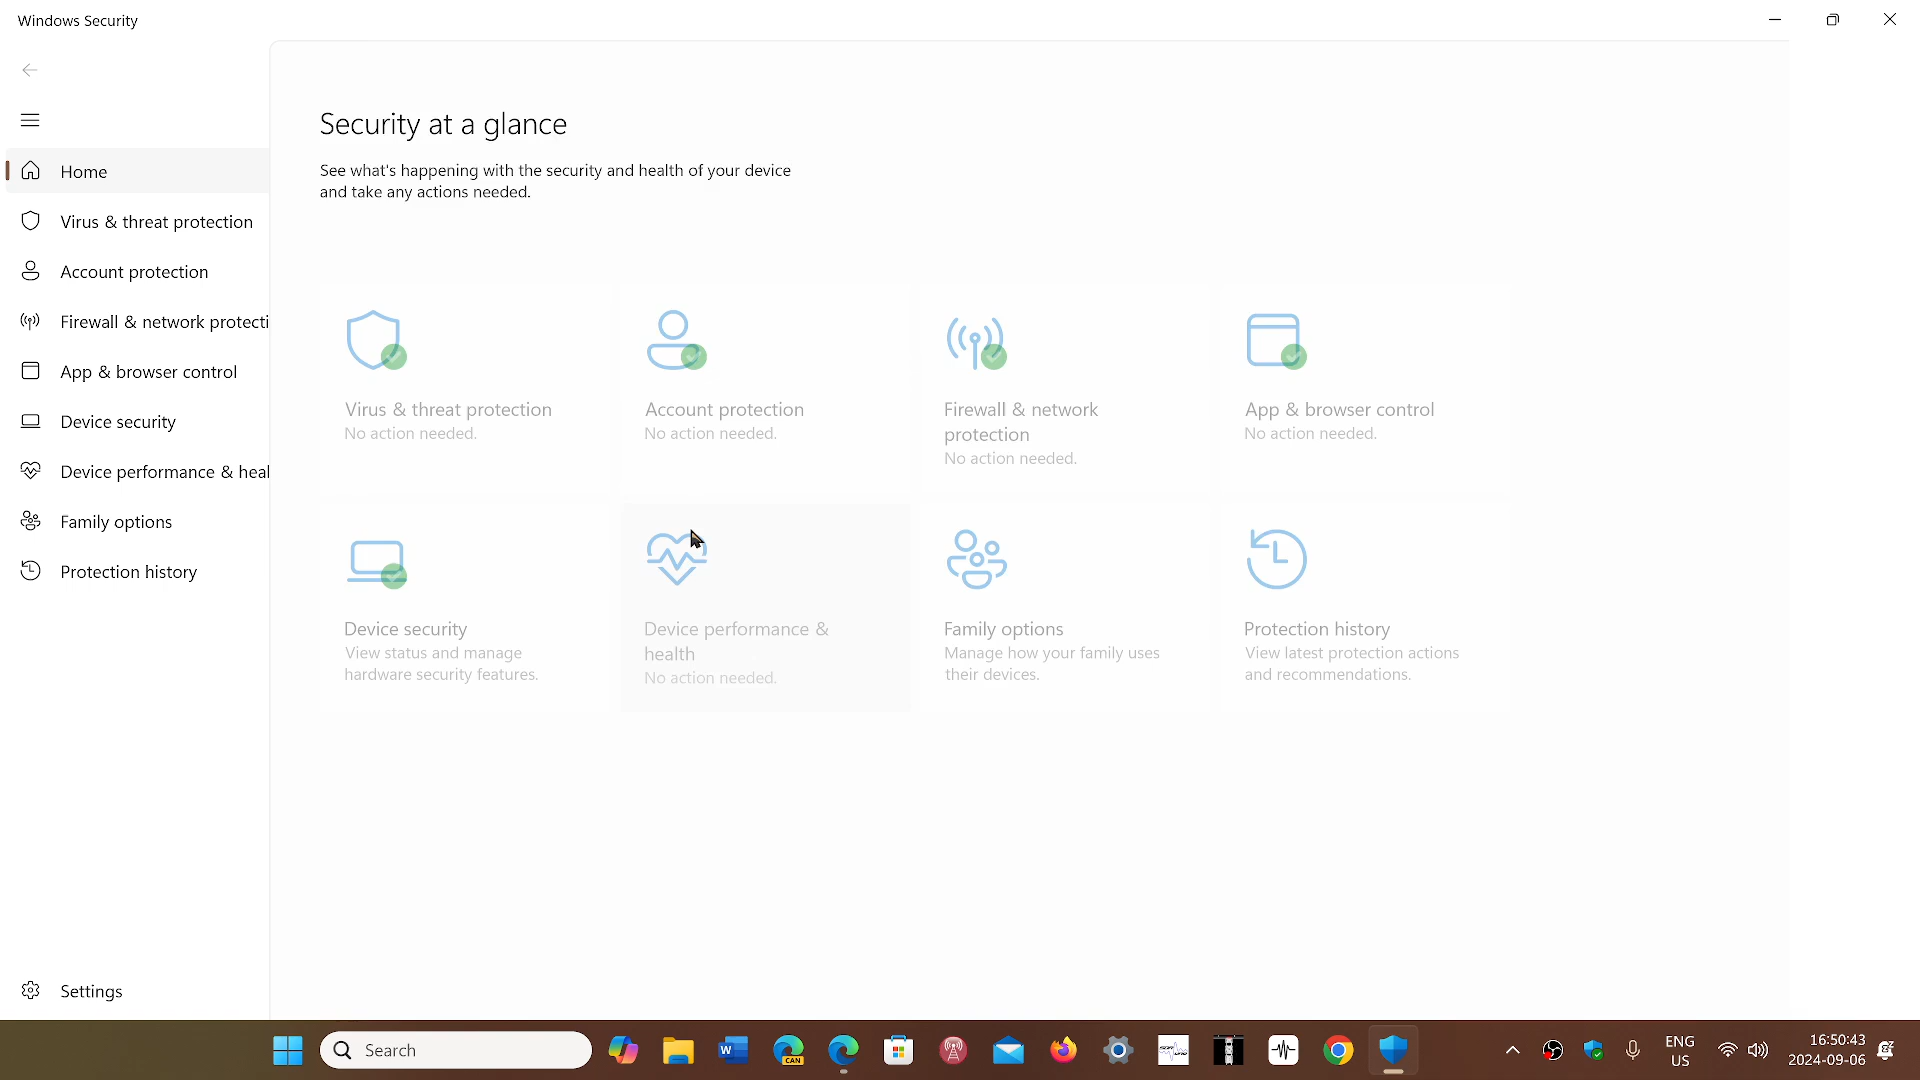 Windows Security
Home
Virus & threat protection
Account protection
Firewall & network protecti
App & browser control
Device security
Device performance & heal
Family options
Protection history
Settings
Security at a glance
See what's happening with the security and health of your device
and take any actions needed.
Virus & threat protection
No action needed.
Account protection
No action needed.
Firewall & network
protection
No action needed.
App & browser control
No action needed.
Device security
View status and manage
hardware security features.
Device performance &
health
No action needed.
Family options
Manage how your family uses
their devices.
Protection history
View latest protection actions
and recommendations.
Search
W
CAN
ENG
US
16:50:43
2024-09-06